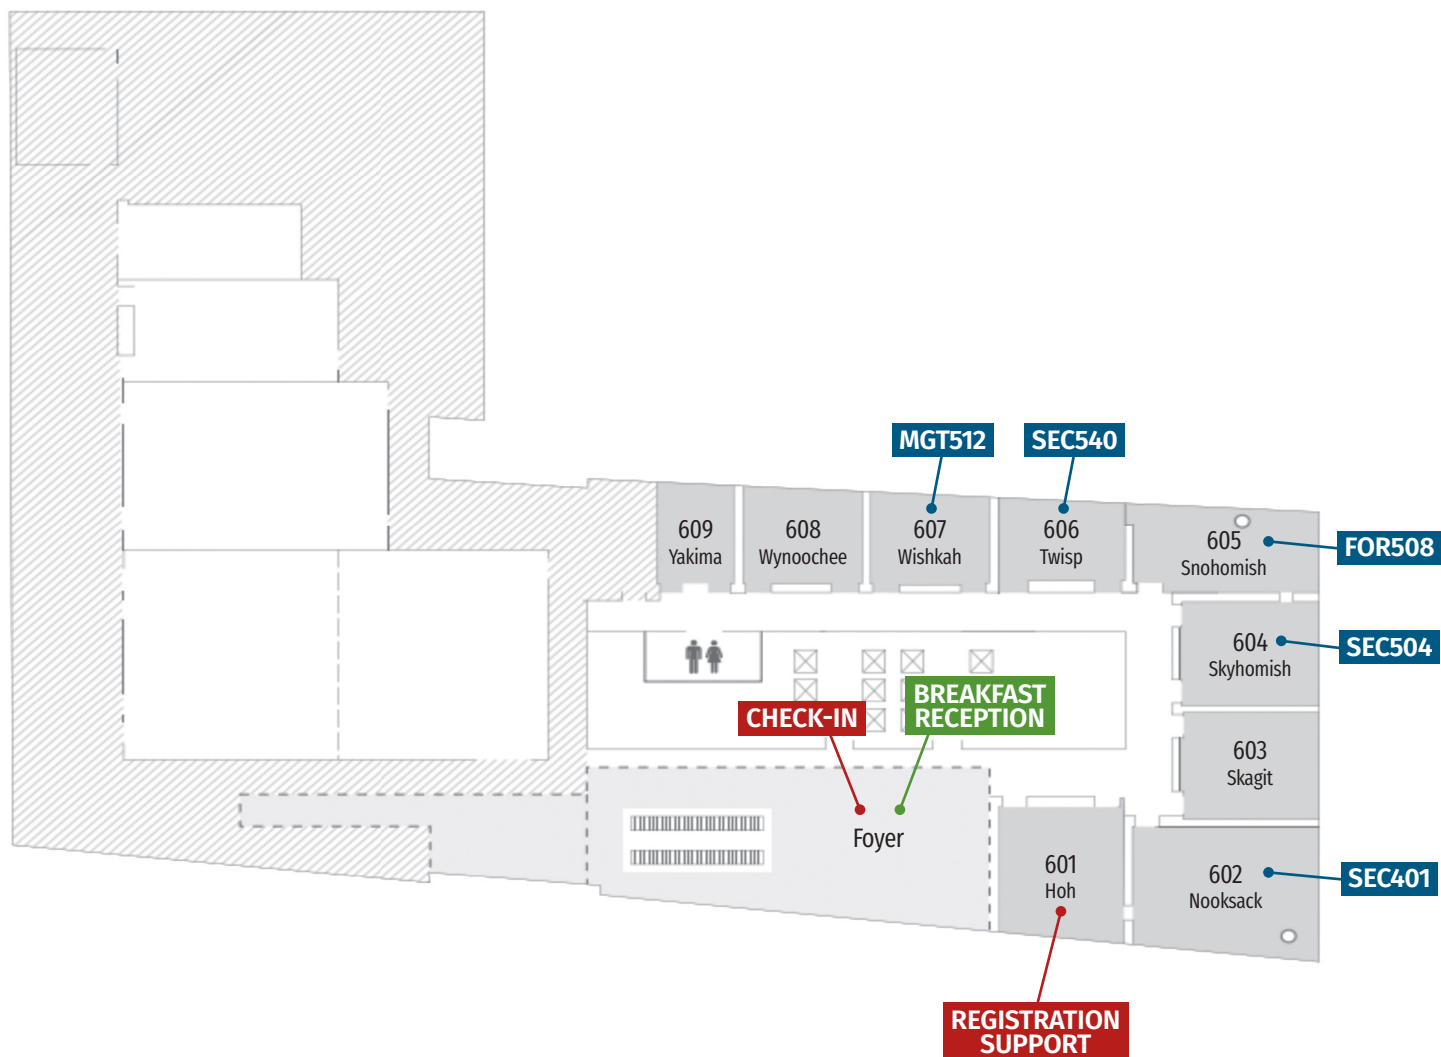 MGT512
SEC540
609
Yakima
608
Wynoochee
607
Wishkah
606
Twisp
605
Snohomish
FOR508
604
Skyhomish
SEC504
CHECK-IN
BREAKFAST
RECEPTION
603
Skagit
Foyer
601
Hoh
602
Nooksack
SEC401
REGISTRATION
SUPPORT